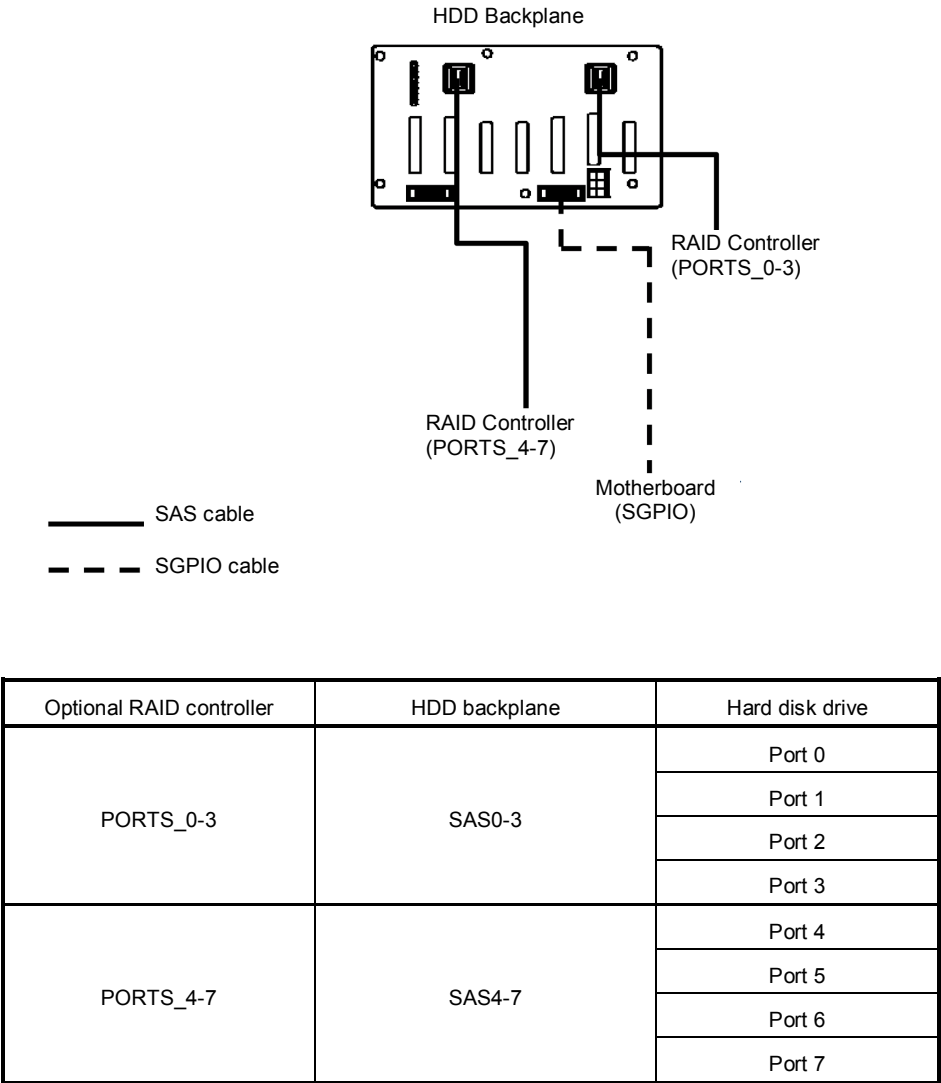 HDD Backplane
RAID Controller
(PORTS_0-3)
RAID Controller
(PORTS_4-7)
Motherboard
(SGPIO)
SAS cable
SGPIO cable
Optional RAID controller
HDD backplane
Hard disk drive
PORTS_0-3
SAS0-3
Port 0
Port 1
Port 2
Port 3
PORTS_4-7
SAS4-7
Port 4
Port 5
Port 6
Port 7